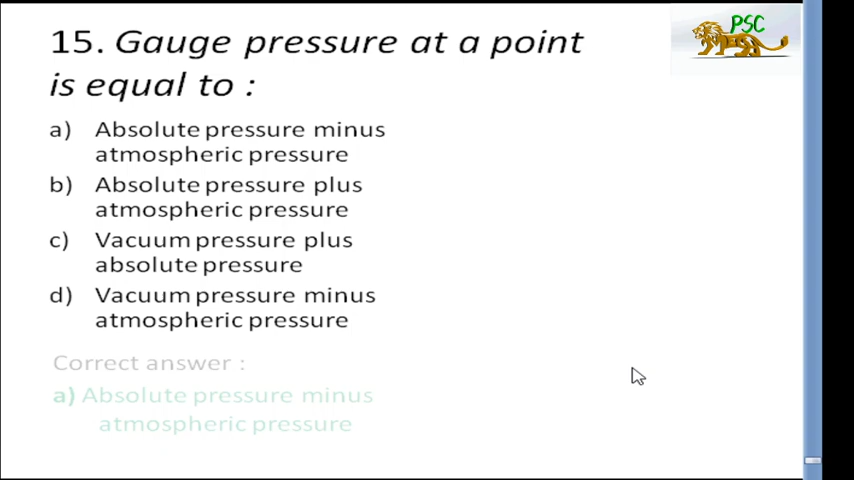 PSC
15. Gauge pressure at a point
is equal to :
a) Absolute pressure minus
atmospheric pressure
b) Absolute pressure plus
atmospheric pressure
c) Vacuum pressure plus
absolute pressure
d) Vacuum pressure minus
atmospheric pressure
Correct answer :
a) Absolute pressure minus
atmospheric pressure